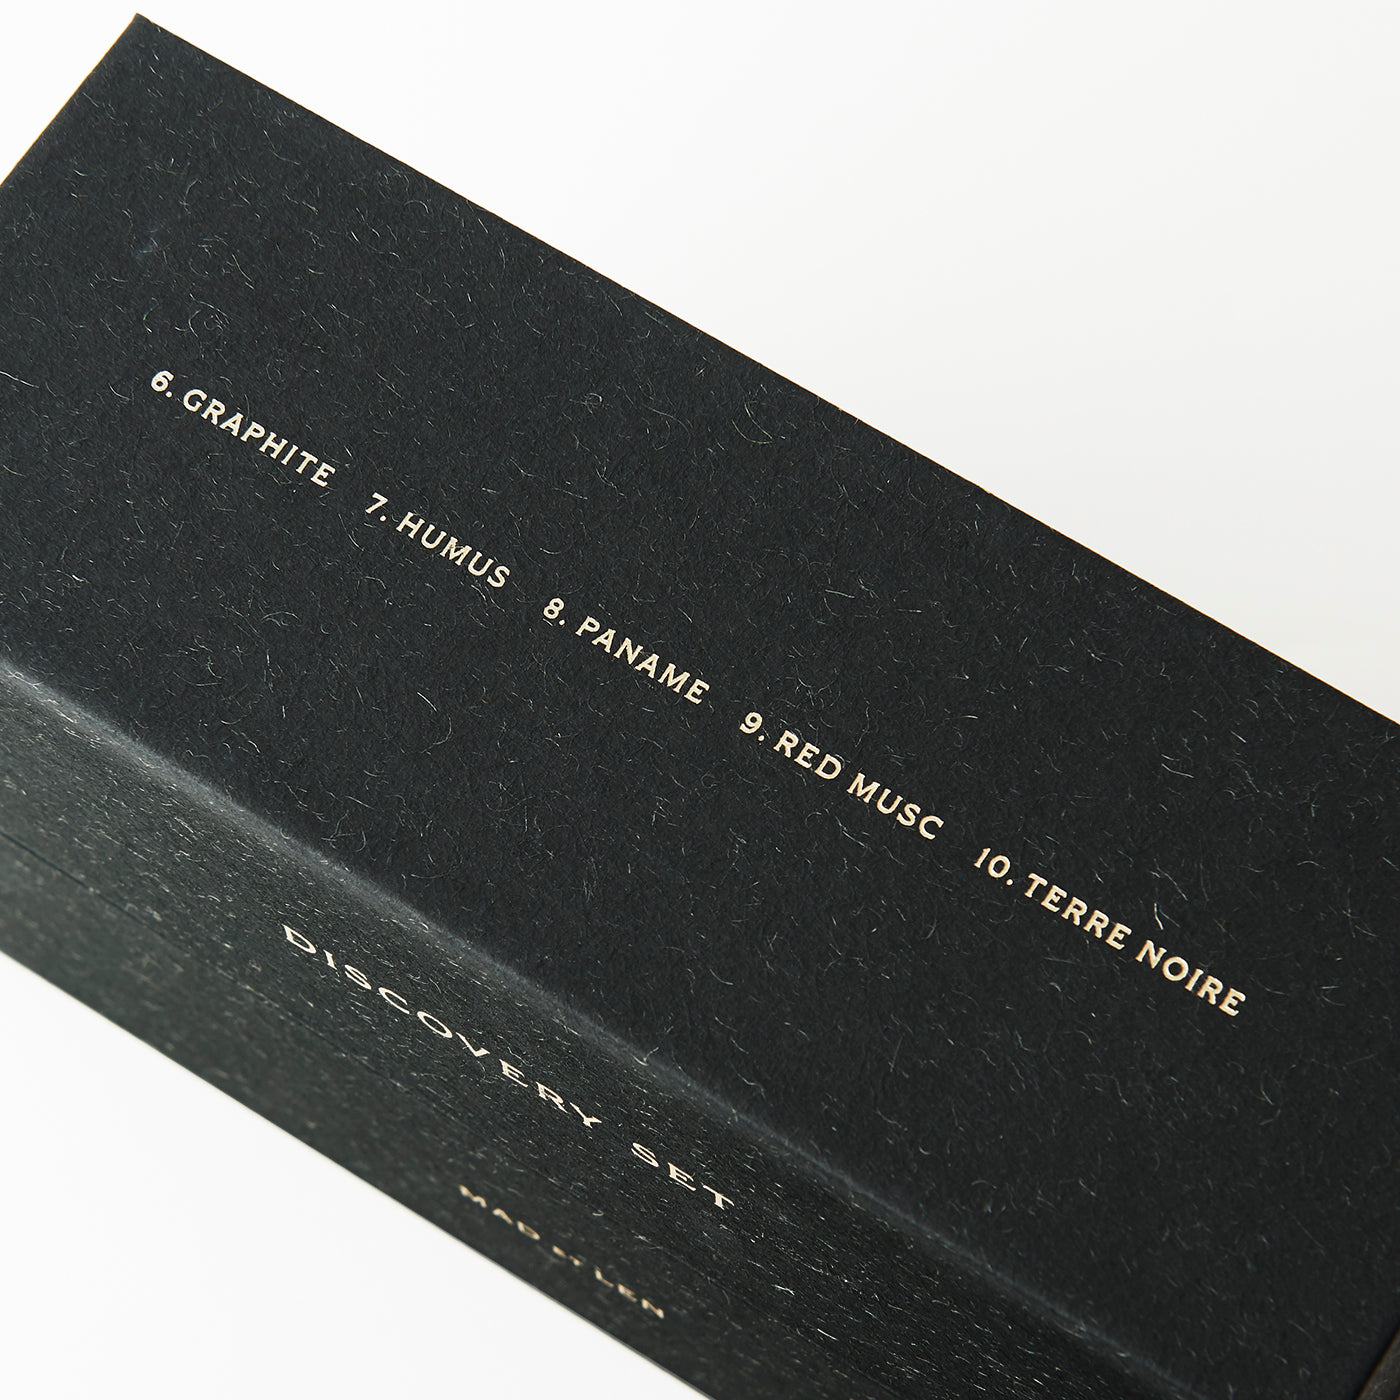 6. GRAPHITE 7. HUMUS 8. PANAME 9. RED MUSC 10. TERRE NOIRE
DISCOVERY SET
MAD et LEN